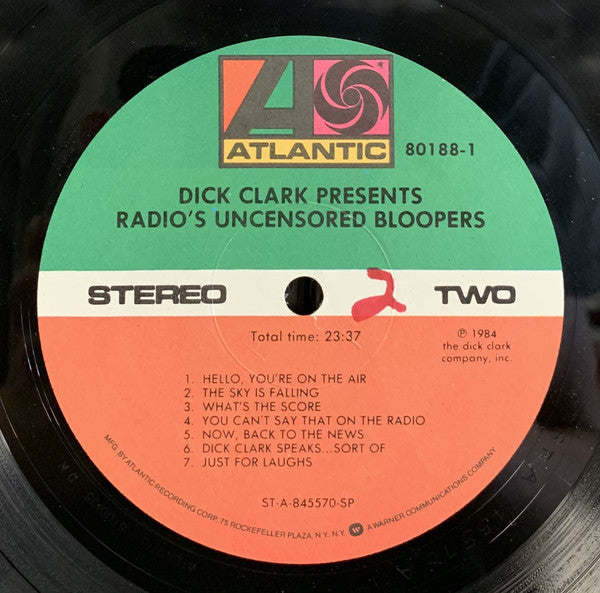 ATLANTIC
80188-1
DICK CLARK PRESENTS
RADIO'S UNCENSORED BLOOPERS
STEREO
2
TWO
Total time: 23:37
℗ 1984
the dick clark
company, inc.
1. HELLO, YOU'RE ON THE AIR
2. THE SKY IS FALLING
3. WHAT'S THE SCORE
4. YOU CAN'T SAY THAT ON THE RADIO
5. NOW, BACK TO THE NEWS
6. DICK CLARK SPEAKS...SORT OF
7. JUST FOR LAUGHS
ST-A-845570-SP
MFG. BY ATLANTIC RECORDING CORP. 75 ROCKEFELLER PLAZA, N.Y. N.Y. A WARNER COMMUNICATIONS COMPANY